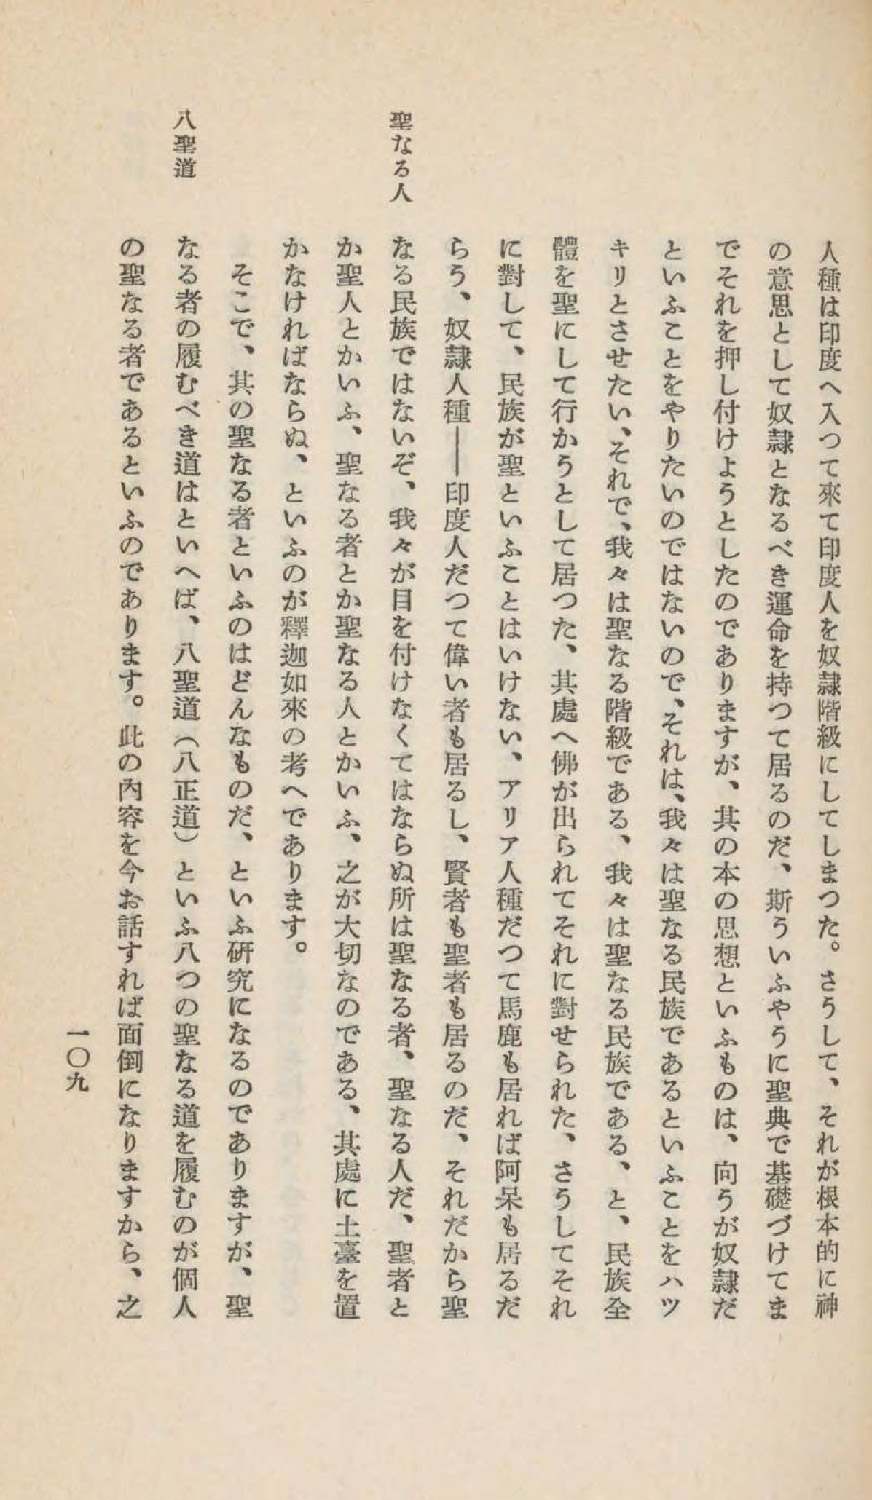 人種は印度へ入つて來て印度人を奴隷階級にしてしまつた。さうして、それが根本的に神
の意思として奴隷となるべき運命を持つて居るのだ、斯ういふやうに聖典で基礎づけてま
でそれを押し付けようとしたのでありますが、其の本の思想といふものは、向うが奴隷だ
といふことをやりたいのではないので、それは、我々は聖なる民族であるといふことをハツ
キリとさせたい、それで、我々は聖なる階級である、我々は聖なる民族である、と、民族全
體を聖にして行かうとして居つた、其處へ佛が出られてそれに對せられた、さうしてそれ
に對して、民族が聖といふことはいけない、アリア人種だつて馬鹿も居れば阿呆も居るだ
らう、奴隷人種――印度人だつて偉い者も居るし、賢者も聖者も居るのだ、それだから聖
聖なる人
なる民族ではないぞ、我々が目を付けなくてはならぬ所は聖なる者、聖なる人だ、聖者と
か聖人とかいふ、聖なる者とか聖なる人とかいふ、之が大切なのである、其處に土臺を置
かなければならぬ、といふのが釋迦如來の考へであります。
そこで、其の聖なる者といふのはどんなものだ、といふ研究になるのでありますが、聖
八聖道
なる者の履むべき道はといへば、八聖道（八正道）といふ八つの聖なる道を履むのが個人
の聖なる者であるといふのであります。此の內容を今お話すれば面倒になりますから、之
一〇九